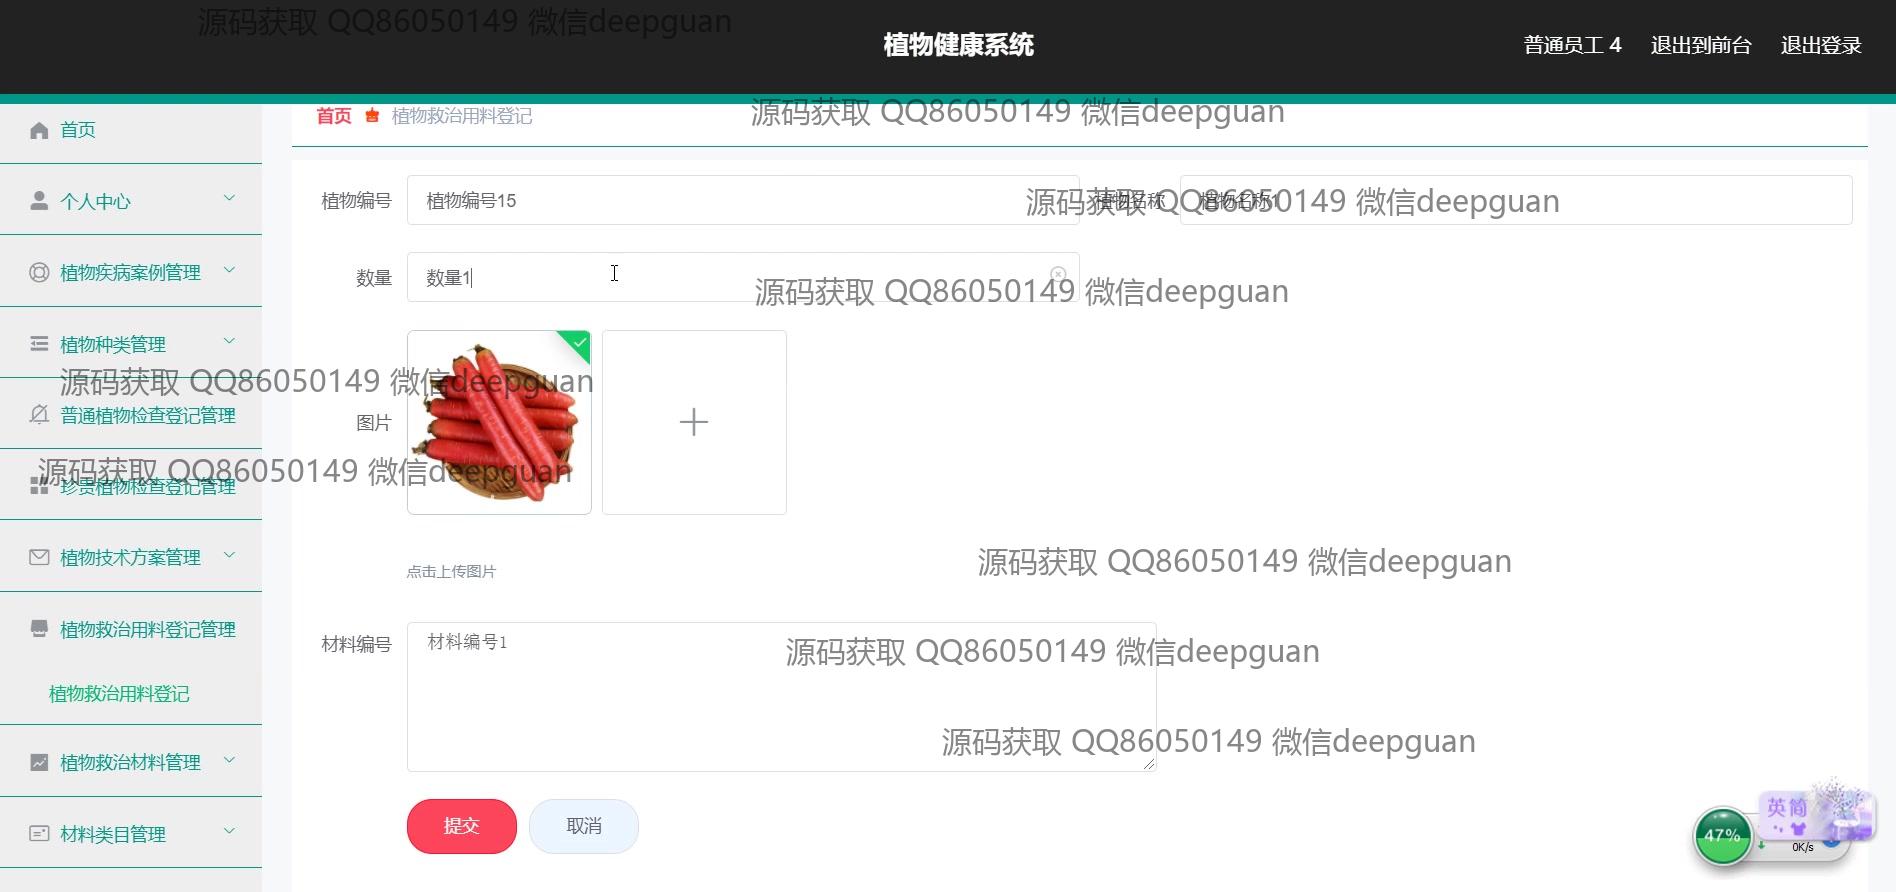 源码获取 QQ86050149 微信deepguan
植物健康系统
普通员工 4 退出到前台 退出登录
首页 植物救治用料登记
源码获取 QQ86050149 微信deepguan
首页
个人中心
植物疾病案例管理
植物种类管理
普通植物检查登记管理
珍贵植物检查登记管理
植物技术方案管理
植物救治用料登记管理
植物救治用料登记
植物救治材料管理
材料类目管理
植物编号 植物编号15
植物名称 植物名称1
源码获取 QQ86050149 微信deepguan
数量 数量1
源码获取 QQ86050149 微信deepguan
源码获取 QQ86050149 微信deepguan
图片
源码获取 QQ86050149 微信deepguan
点击上传图片
源码获取 QQ86050149 微信deepguan
材料编号 材料编号1
源码获取 QQ86050149 微信deepguan
源码获取 QQ86050149 微信deepguan
提交 取消
英简
47%
0K/s